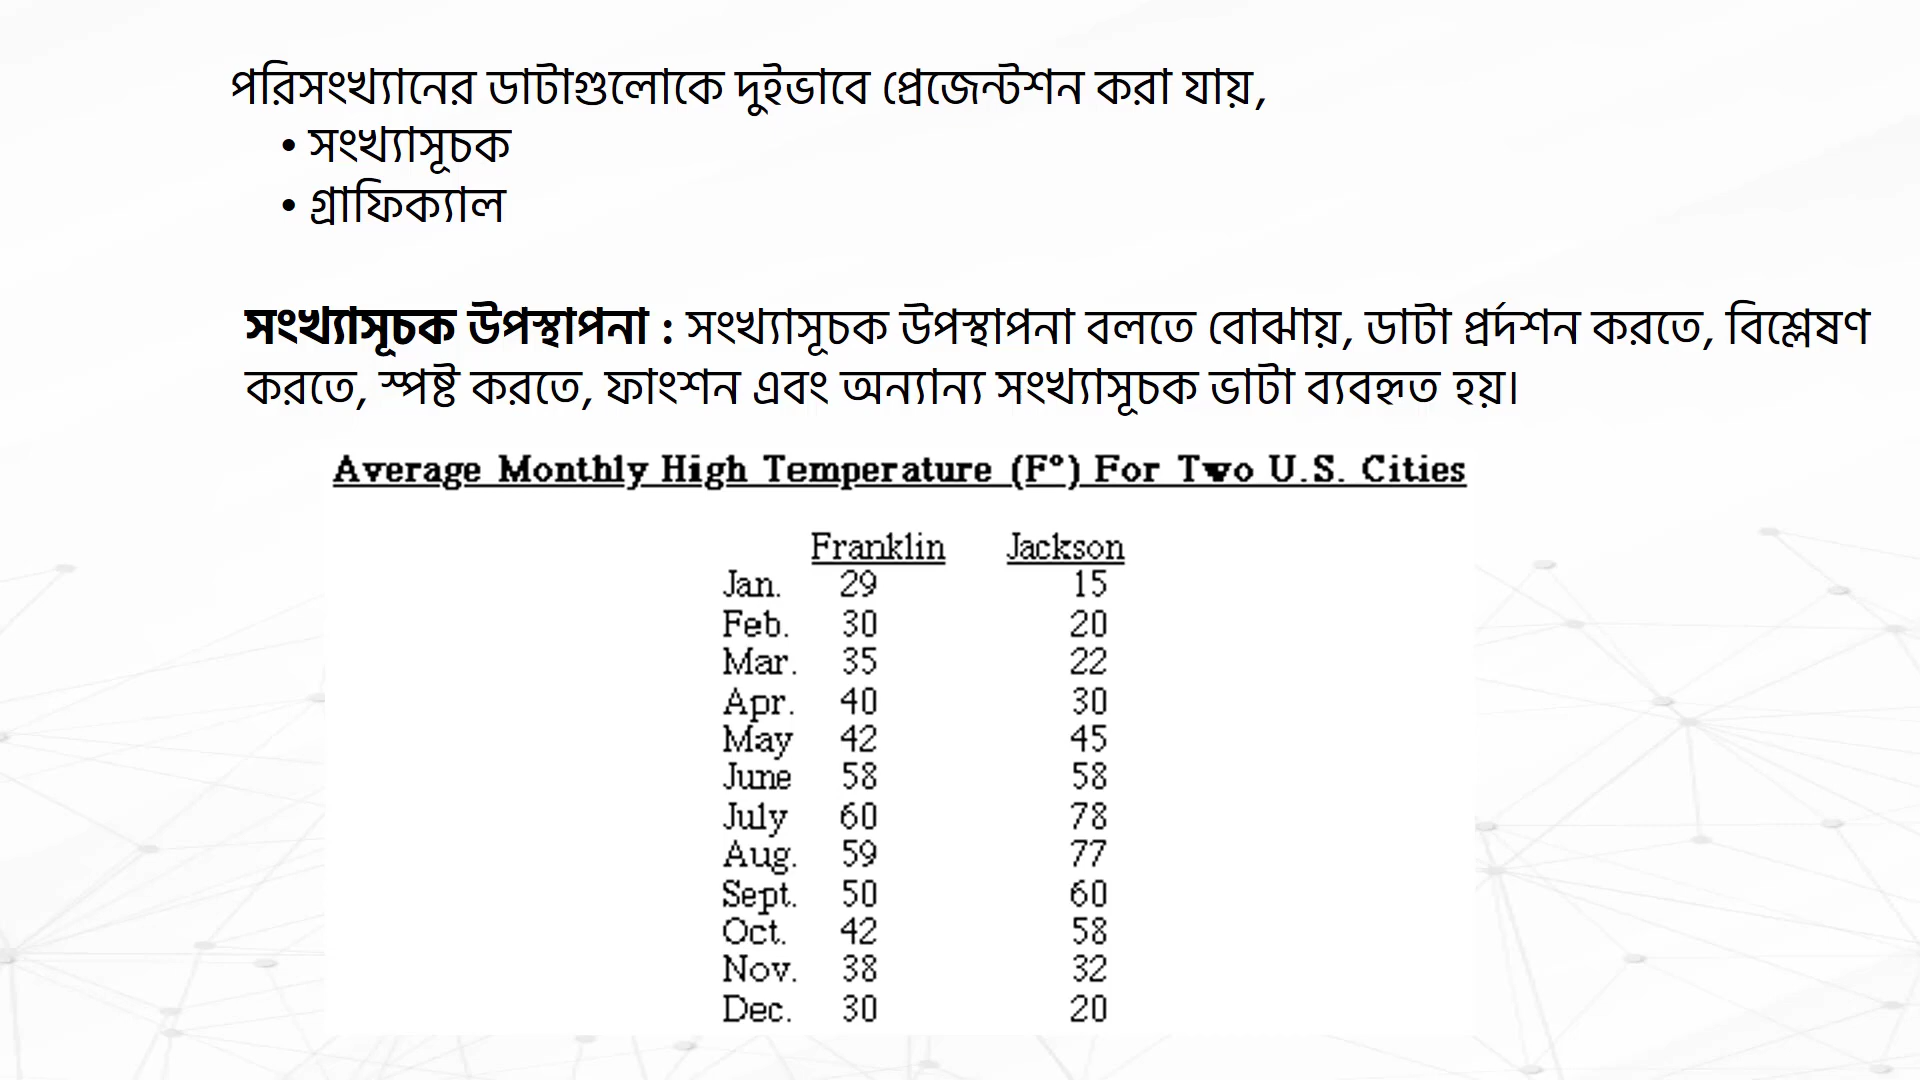 পরিসংখ্যানের ডাটাগুলোকে দুইভাবে প্রেজেন্টশন করা যায়,
• সংখ্যাসূচক
• গ্রাফিক্যাল
সংখ্যাসূচক উপস্থাপনা : সংখ্যাসূচক উপস্থাপনা বলতে বোঝায়, ডাটা প্রর্দশন করতে, বিশ্লেষণ
করতে, স্পষ্ট করতে, ফাংশন এবং অন্যান্য সংখ্যাসূচক ভাটা ব্যবহৃত হয়।
Average Monthly High Temperature (F°) For Two U.S. Cities
Franklin Jackson
Jan. 29 15
Feb. 30 20
Mar. 35 22
Apr. 40 30
May 42 45
June 58 58
July 60 78
Aug. 59 77
Sept. 50 60
Oct. 42 58
Nov. 38 32
Dec. 30 20